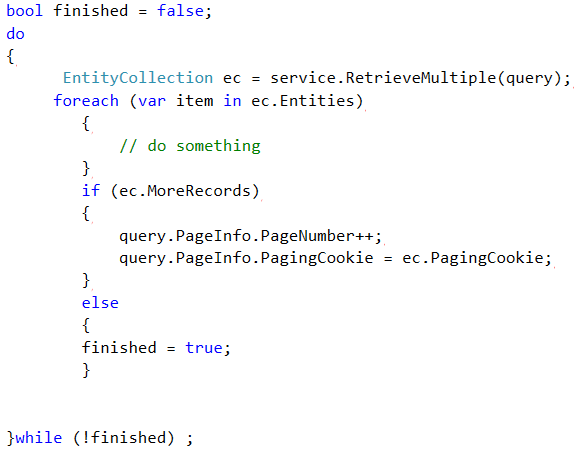 bool finished = false;
do
{
      EntityCollection ec = service.RetrieveMultiple(query);
     foreach (var item in ec.Entities)
        {
            // do something
        }
        if (ec.MoreRecords)
        {
            query.PageInfo.PageNumber++;
            query.PageInfo.PagingCookie = ec.PagingCookie;
        }
        else
        {
        finished = true;
        }
}while (!finished) ;